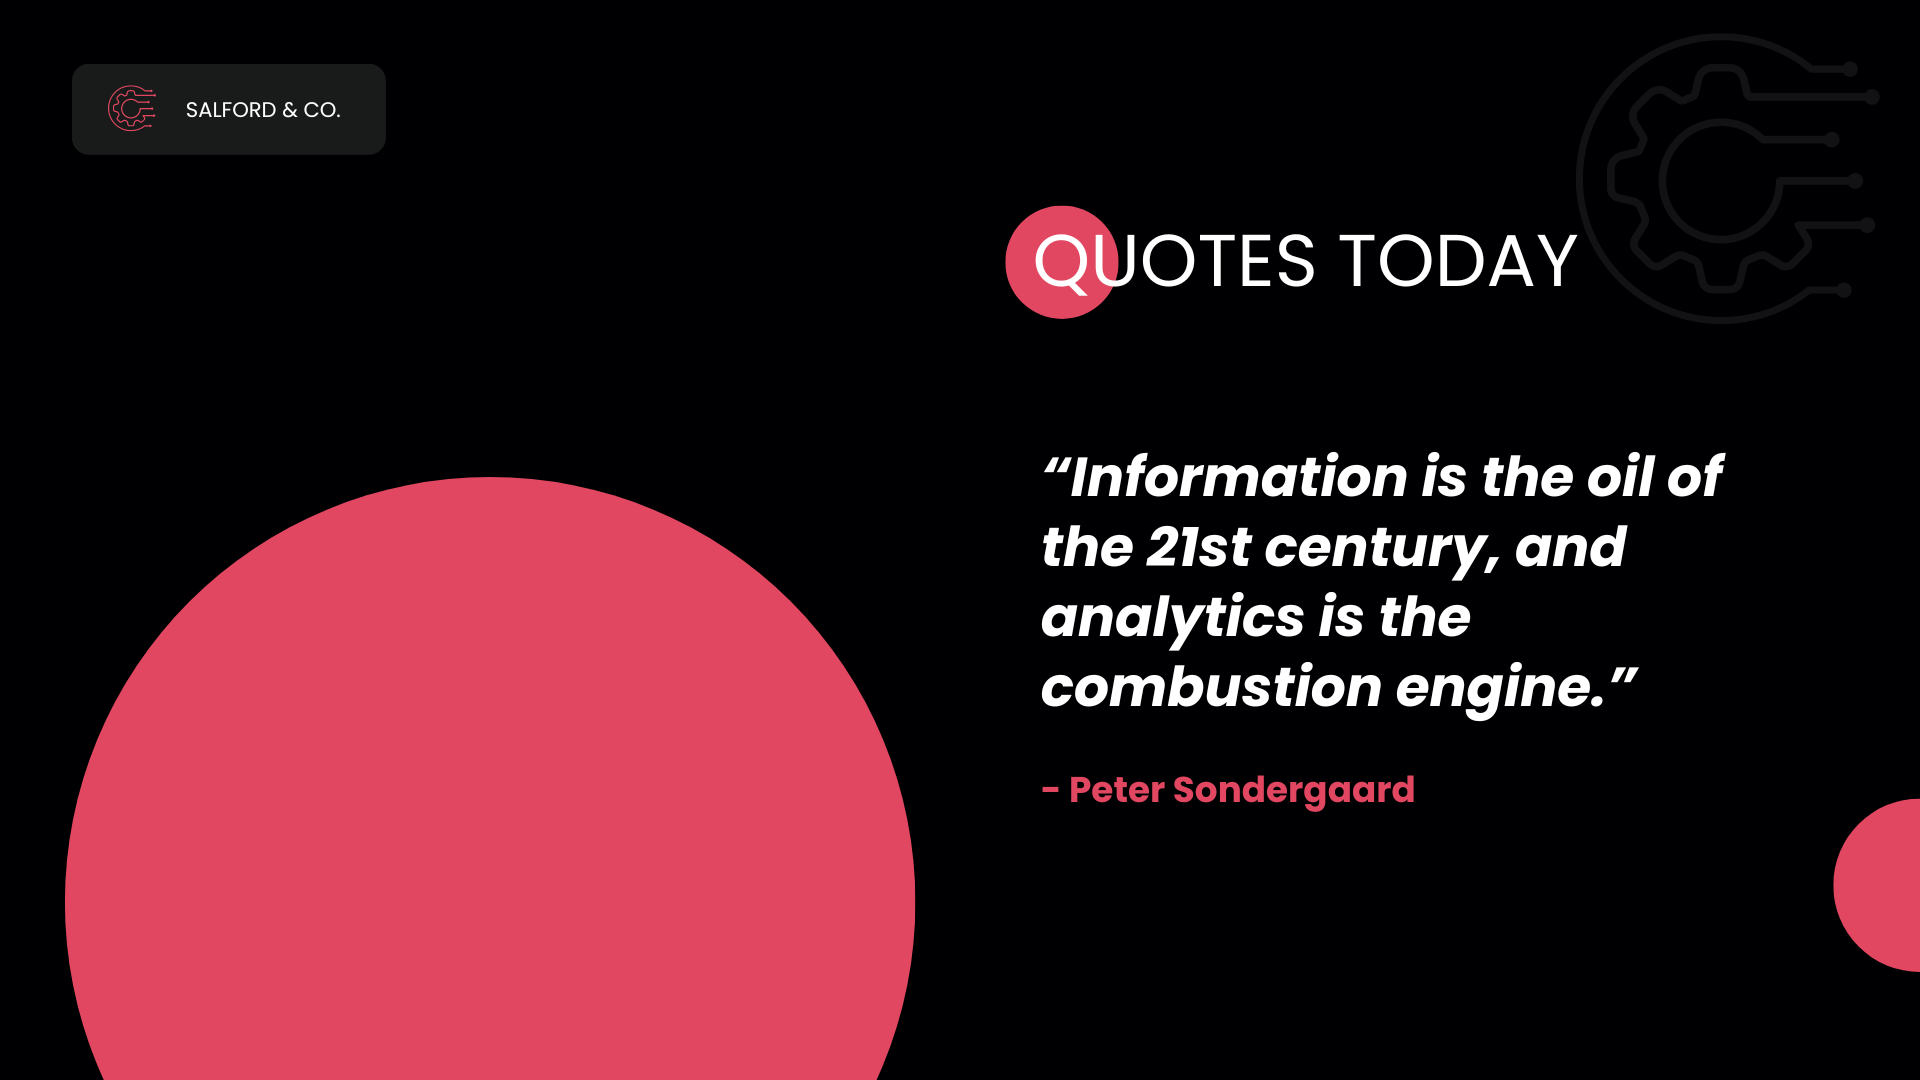 SALFORD & CO.
QUOTES TODAY
“Information is the oil of
the 21st century, and
analytics is the
combustion engine.”
- Peter Sondergaard